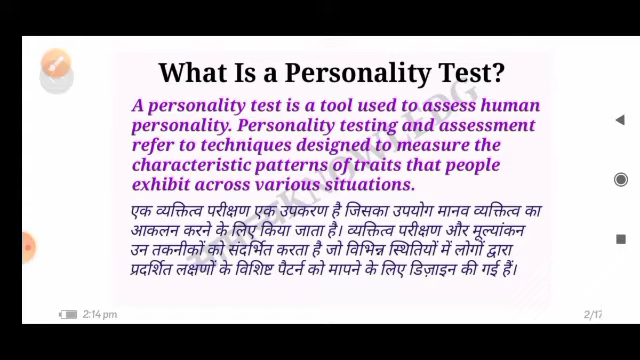 What Is a Personality Test?
A personality test is a tool used to assess human
personality. Personality testing and assessment
refer to techniques designed to measure the
characteristic patterns of traits that people
exhibit across various situations.
एक व्यक्तित्व परीक्षण एक उपकरण है जिसका उपयोग मानव व्यक्तित्व का
आकलन करने के लिए किया जाता है। व्यक्तित्व परीक्षण और मूल्यांकन
उन तकनीकों को संदर्भित करता है जो विभिन्न स्थितियों में लोगों द्वारा
प्रदर्शित लक्षणों के विशिष्ट पैटर्न को मापने के लिए डिज़ाइन की गई हैं।
2:14 pm
2/17